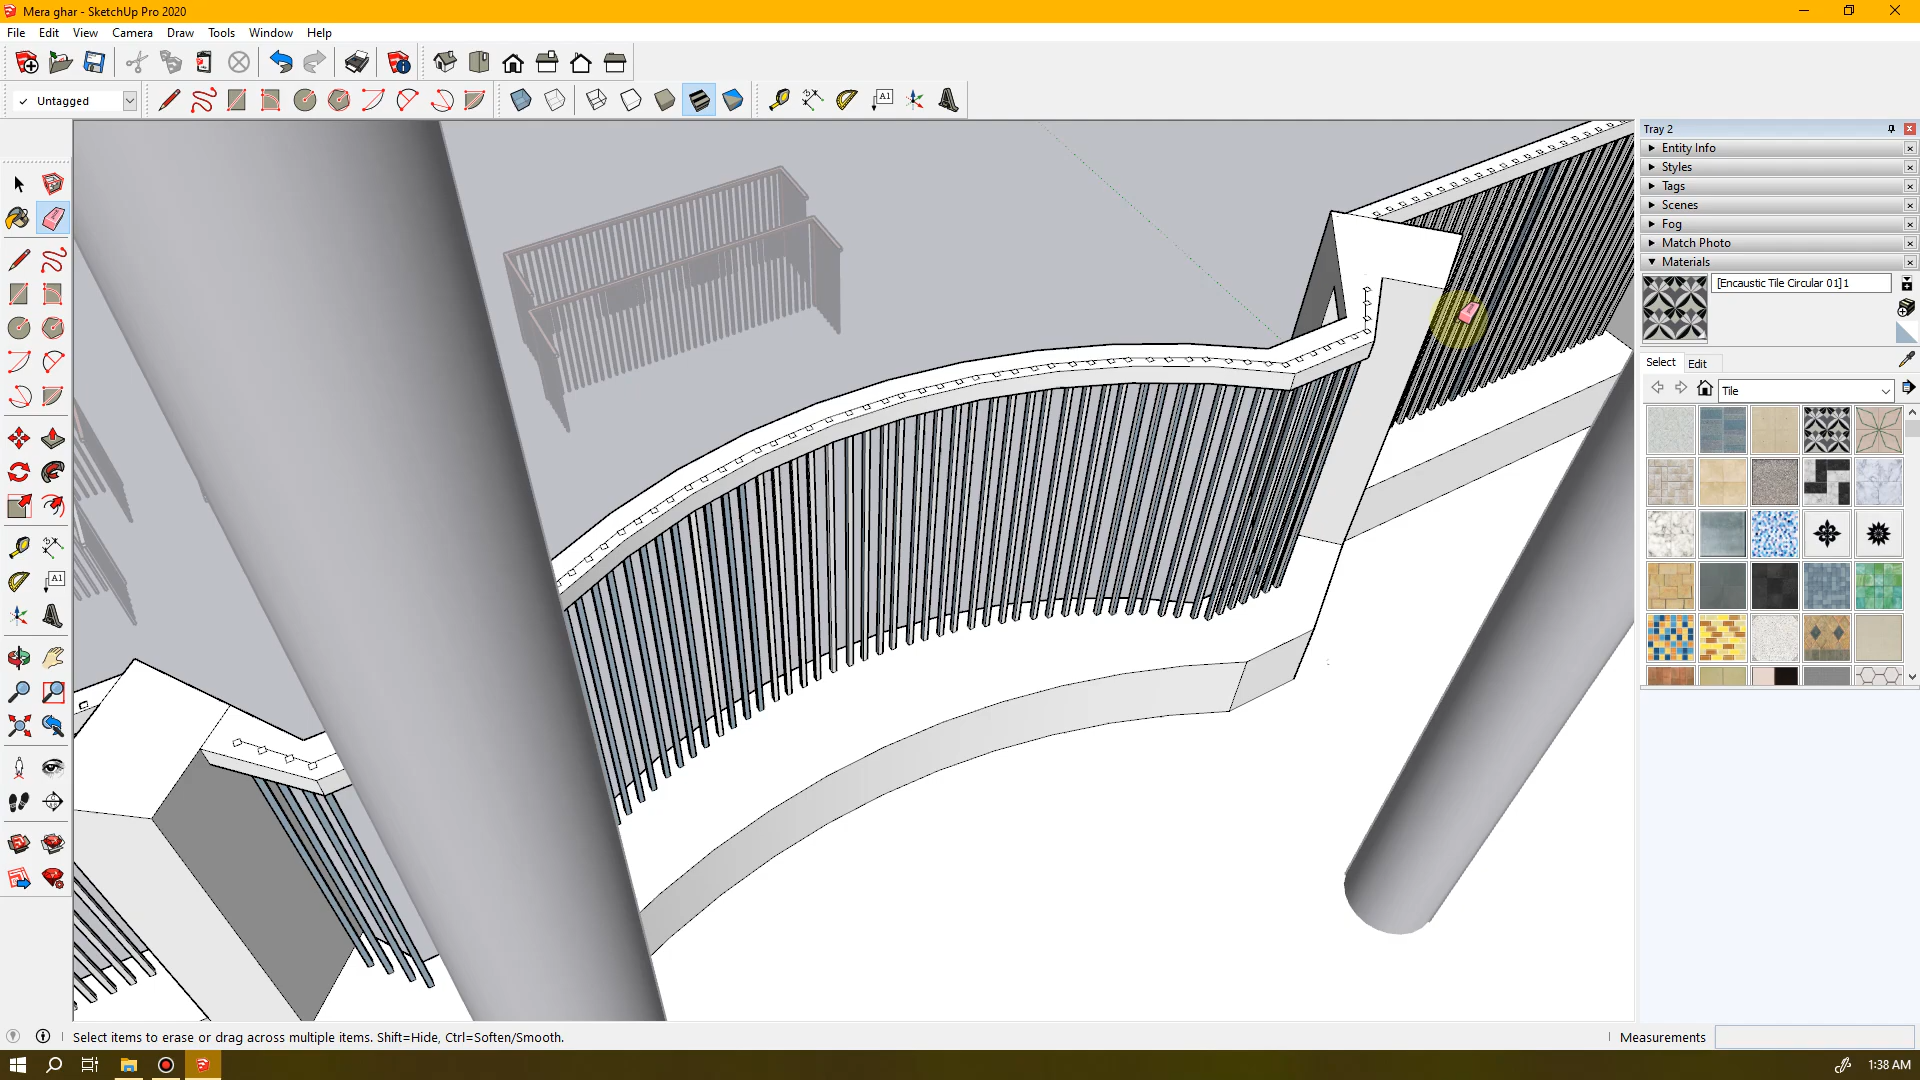 Mera ghar - SketchUp Pro 2020
File Edit View Camera Draw Tools Window Help
Untagged
A1
Tray 2
Entity Info
Styles
Tags
Scenes
Fog
Match Photo
Materials
[Encaustic Tile Circular 01]1
Select Edit
Tile
A1
Select items to erase or drag across multiple items. Shift=Hide, Ctrl=Soften/Smooth.
Measurements
1:38 AM